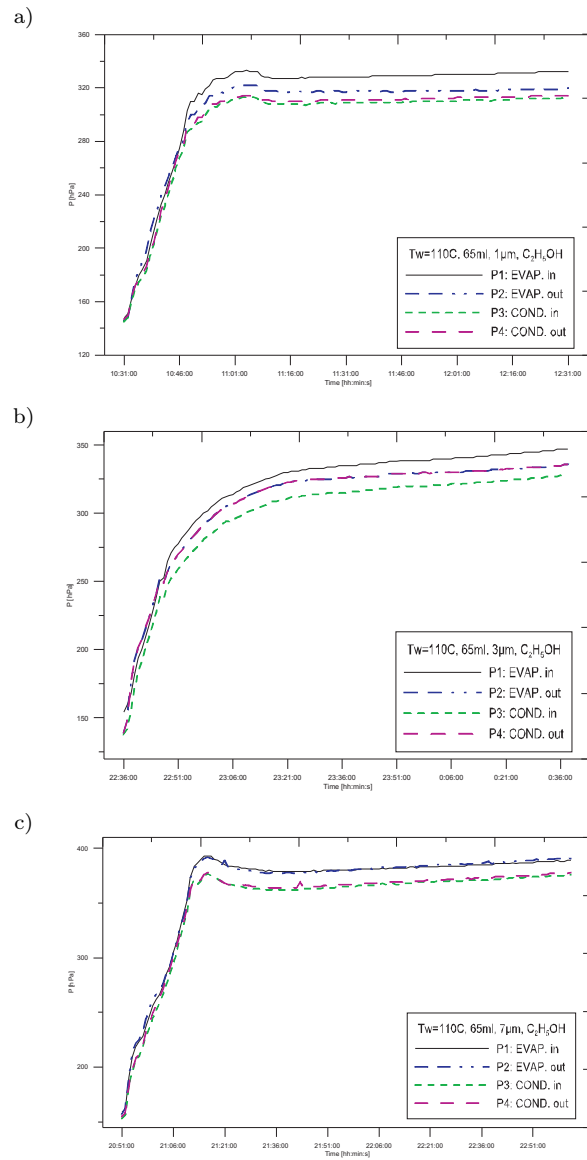 a)
360
320
280
240
200
160
120
P [hPa]
Tw=110C, 65ml, 1µm, C₂H₅OH
P1: EVAP. in
P2: EVAP. out
P3: COND. in
P4: COND. out
10:31:00 10:46:00 11:01:00 11:16:00 11:31:00 11:46:00 12:01:00 12:16:00 12:31:00
Time [hh:min:s]
b)
350
300
250
200
150
P [hPa]
Tw=110C, 65ml, 3µm, C₂H₅OH
P1: EVAP. in
P2: EVAP. out
P3: COND. in
P4: COND. out
22:36:00 22:51:00 23:06:00 23:21:00 23:36:00 23:51:00 0:06:00 0:21:00 0:36:00
Time [hh:min:s]
c)
400
300
200
P [hPa]
Tw=110C, 65ml, 7µm, C₂H₅OH
P1: EVAP. in
P2: EVAP. out
P3: COND. in
P4: COND. out
20:51:00 21:06:00 21:21:00 21:36:00 21:51:00 22:06:00 22:21:00 22:36:00 22:51:00
Time [hh:min:s]